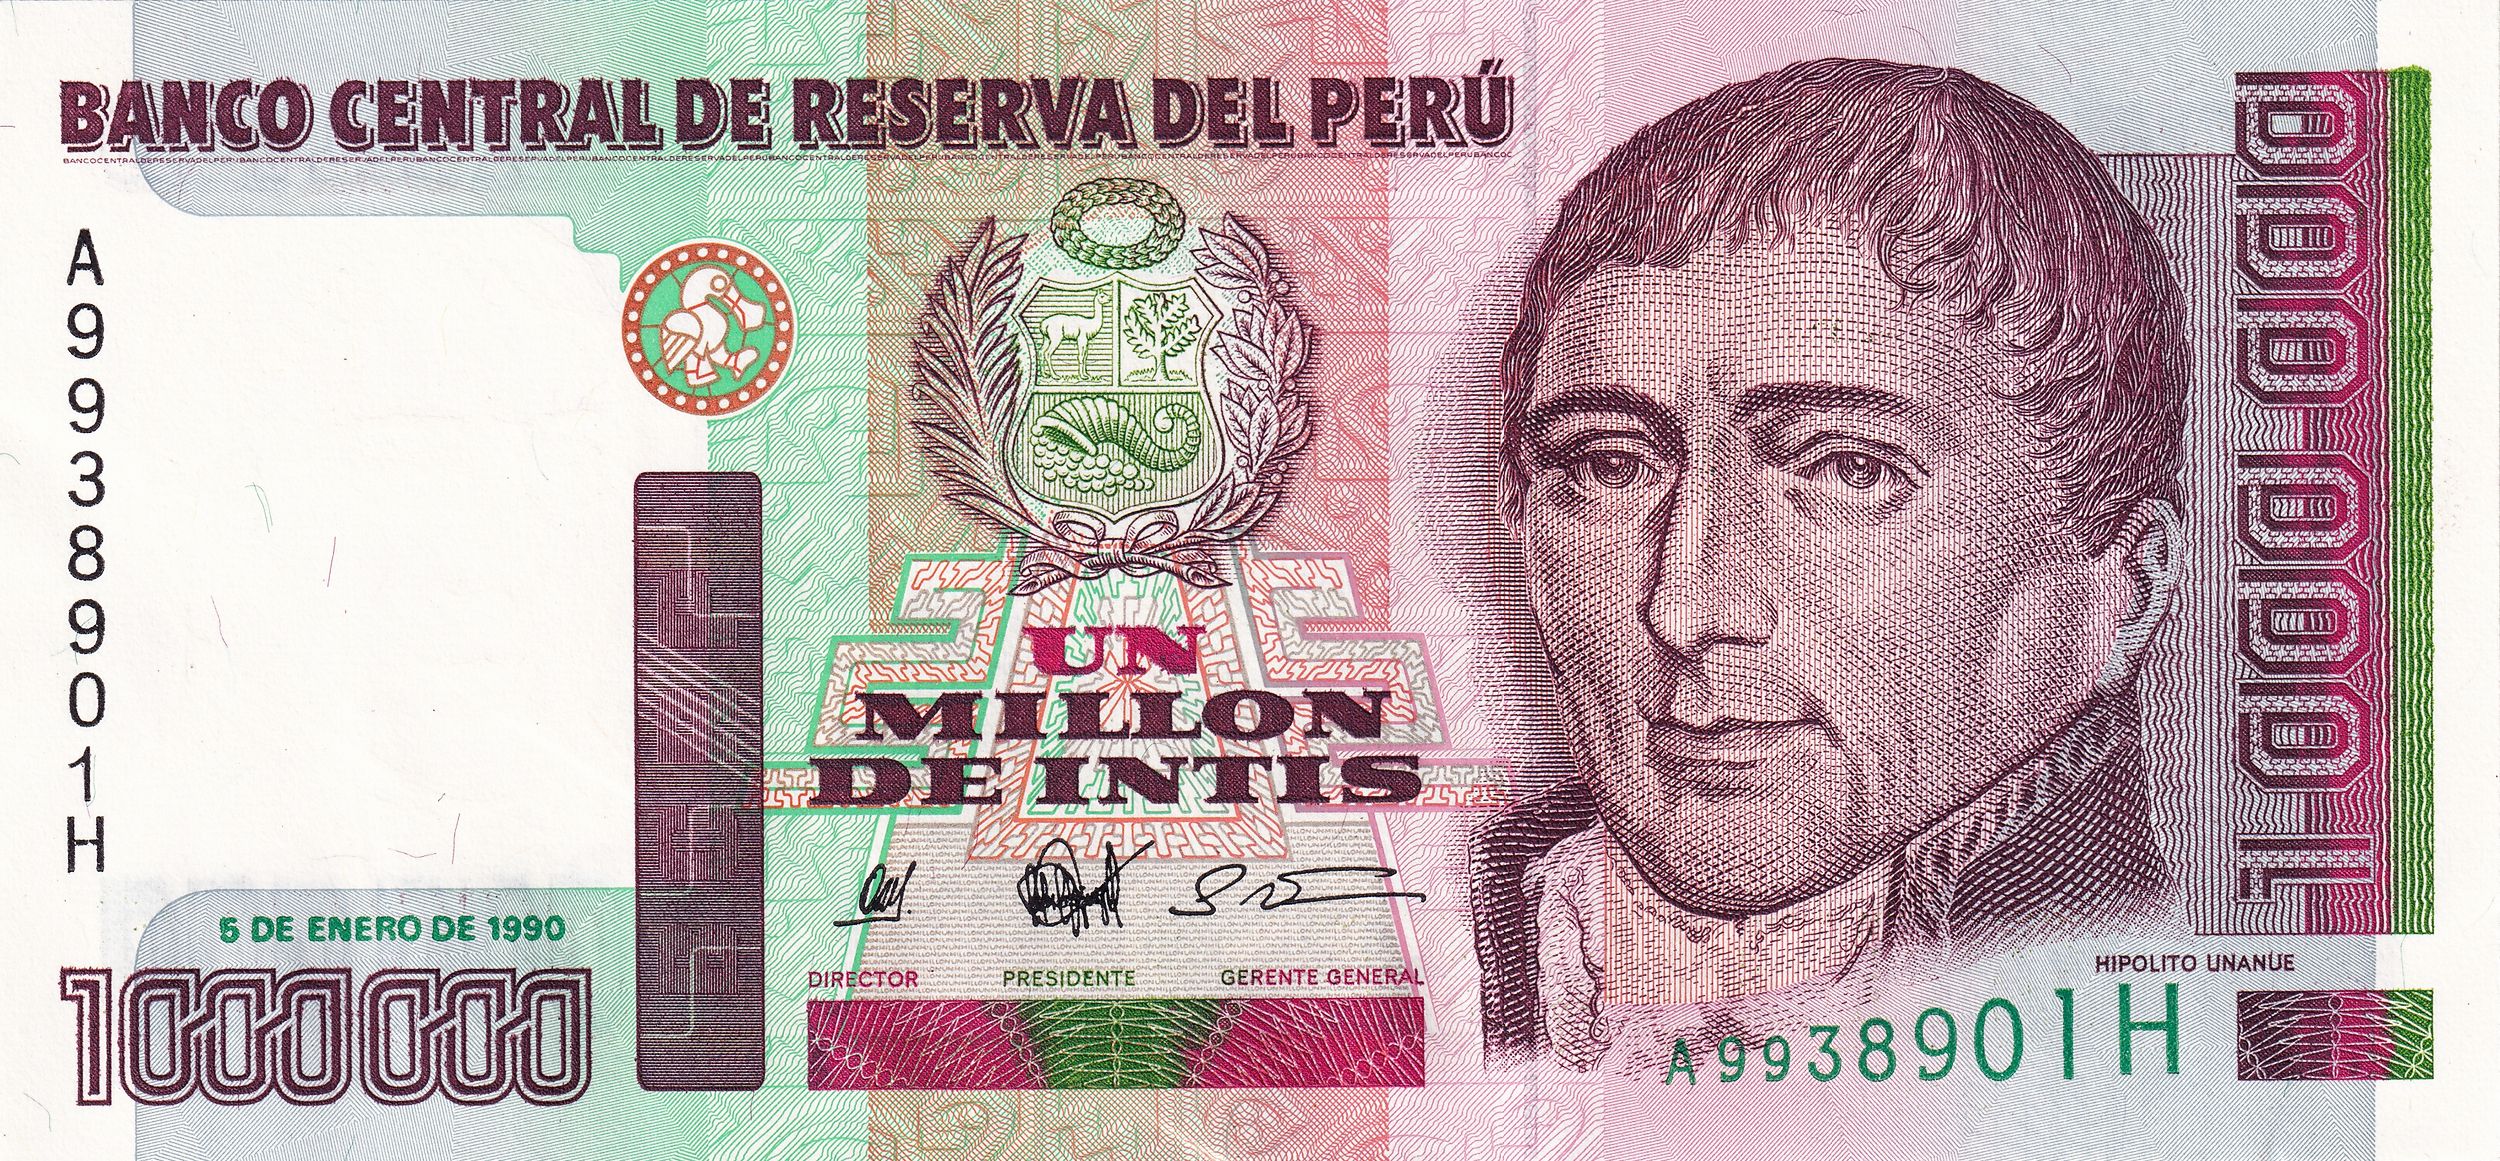 BANCO CENTRAL DE RESERVA DEL PERÚ
BANCOCENTRALDERESERVADELPERUBANCOCENTRALDERESERVADELPERUBANCOCENTRALDERESERVADELPERUBANCOCENTRALDERESERVADELPERUBANCOCENTRALDERESERVADELPERUBANCOCENTRALDERESERVADELPERUBANCOC
A9938901H
UN
MILLON
DE INTIS
5 DE ENERO DE 1990
1000000
DIRECTOR
PRESIDENTE
GERENTE GENERAL
1000000
HIPOLITO UNANUE
A9938901H